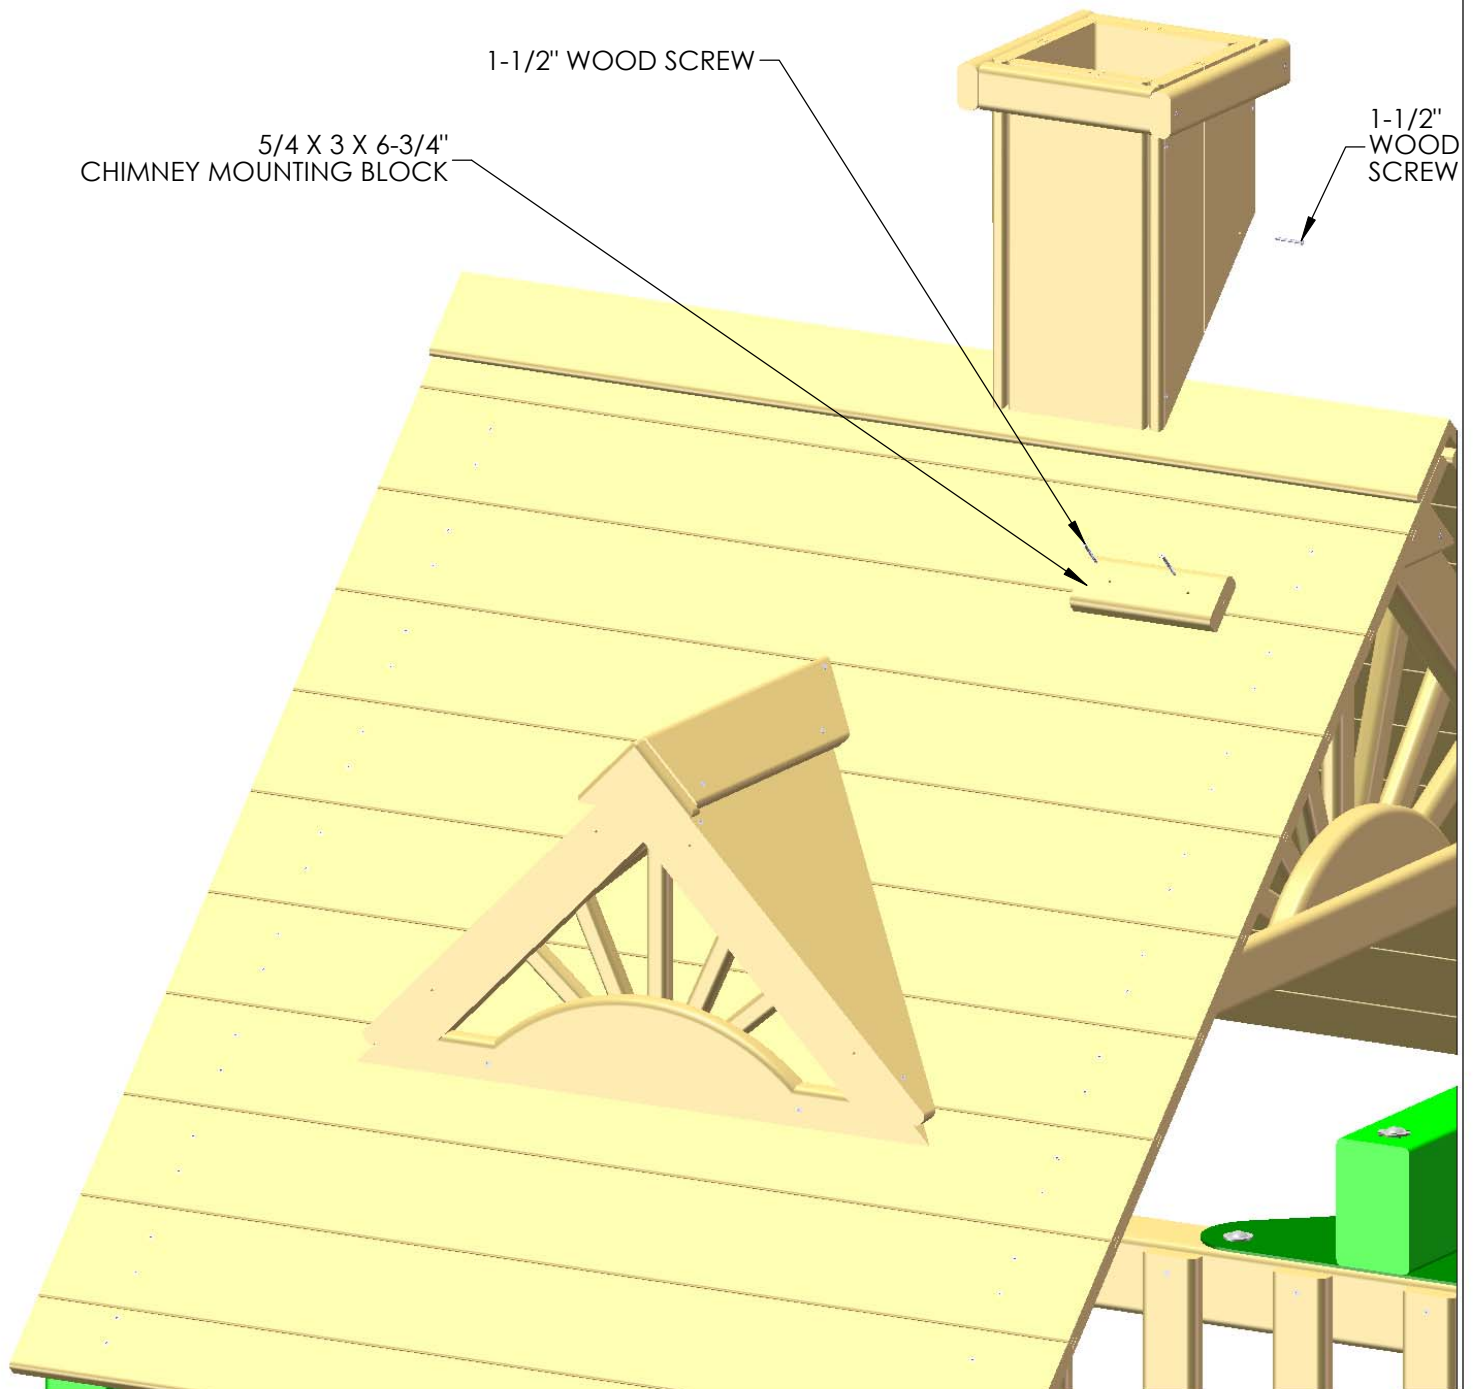 1-1/2" WOOD SCREW
5/4 X 3 X 6-3/4"
CHIMNEY MOUNTING BLOCK
1-1/2"
WOOD
SCREW